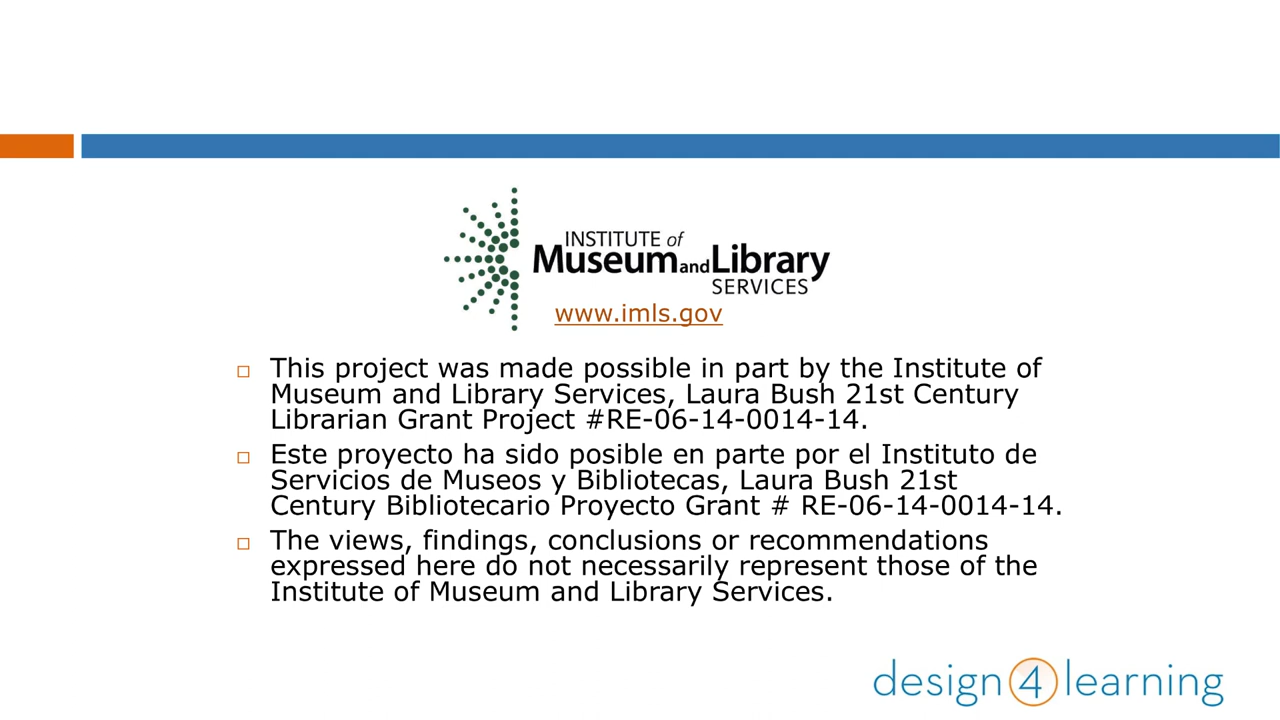 INSTITUTE of
Museum and Library
SERVICES
www.imls.gov
This project was made possible in part by the Institute of
Museum and Library Services, Laura Bush 21st Century
Librarian Grant Project #RE-06-14-0014-14.
Este proyecto ha sido posible en parte por el Instituto de
Servicios de Museos y Bibliotecas, Laura Bush 21st
Century Bibliotecario Proyecto Grant # RE-06-14-0014-14.
The views, findings, conclusions or recommendations
expressed here do not necessarily represent those of the
Institute of Museum and Library Services.
design 4 learning